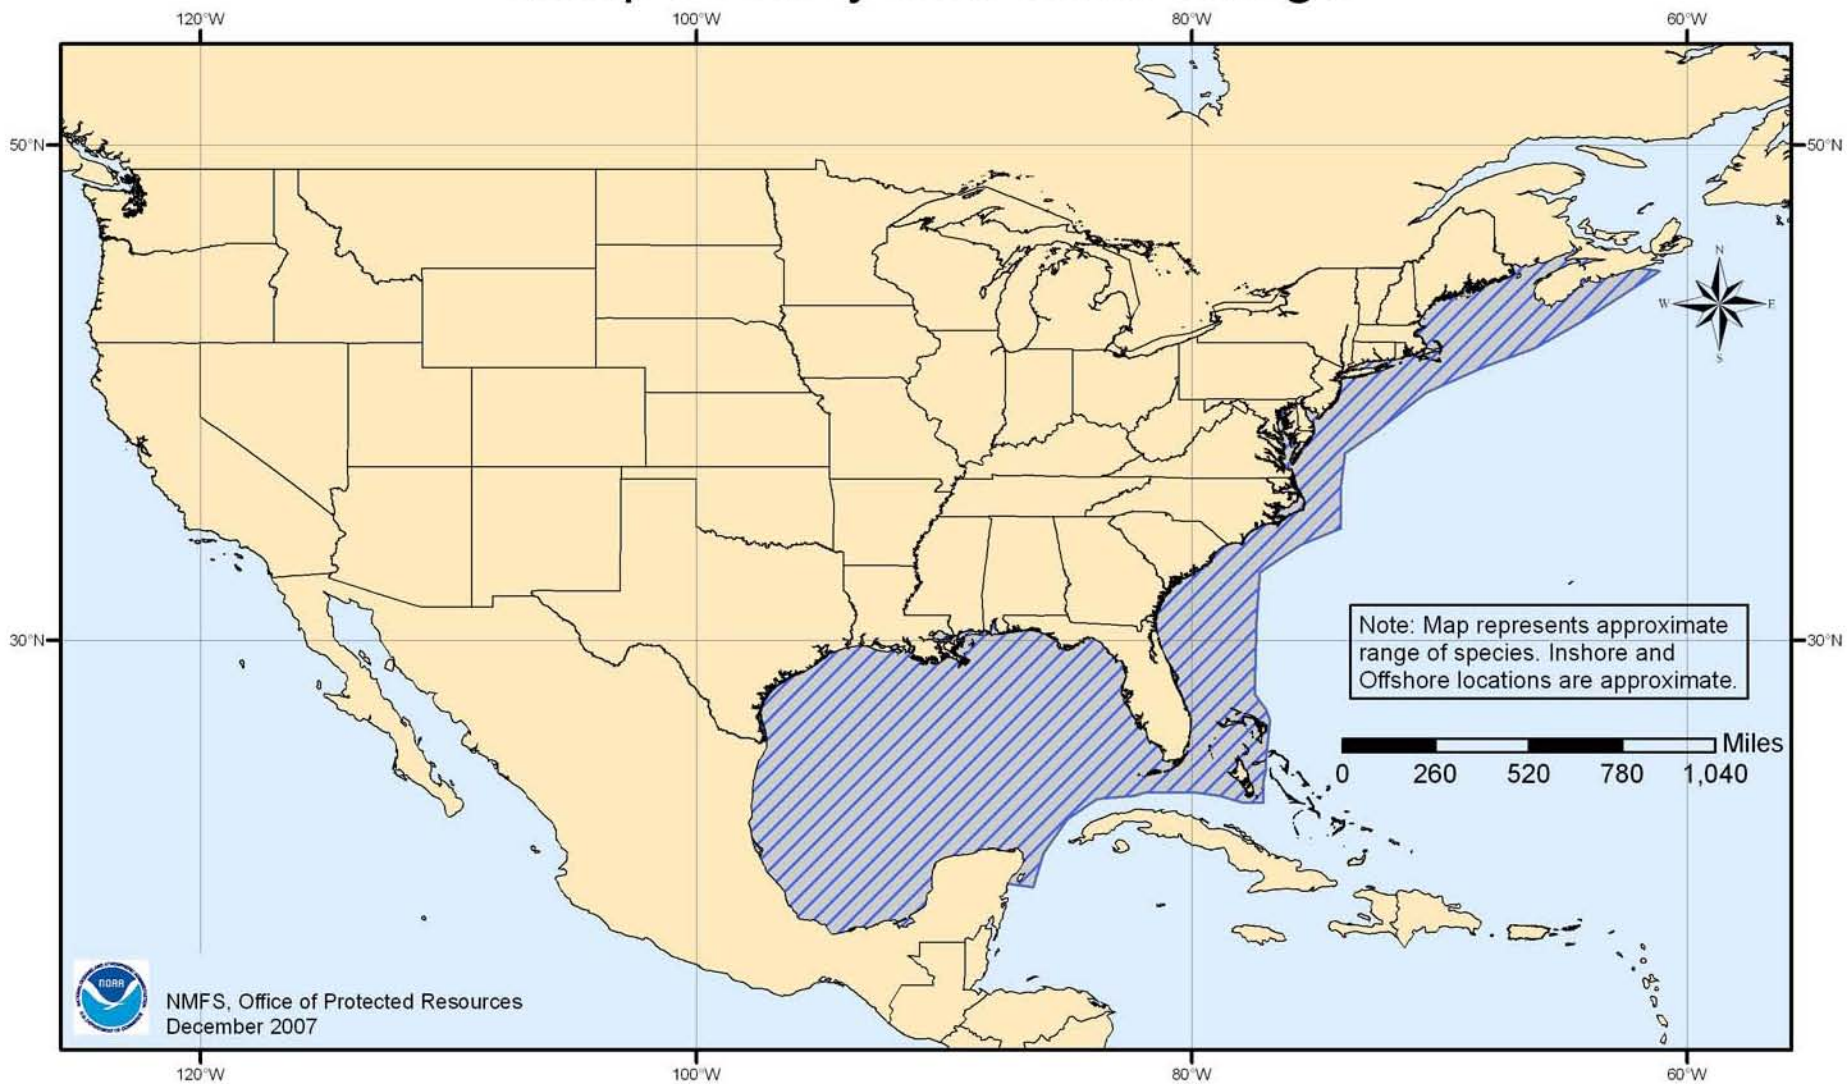 120°W 100°W 80°W 60°W
50°N 50°N
N
W E
S
30°N 30°N
Note: Map represents approximate
range of species. Inshore and
Offshore locations are approximate.
Miles
0 260 520 780 1,040
NOAA
NMFS, Office of Protected Resources
December 2007
120°W 100°W 80°W 60°W